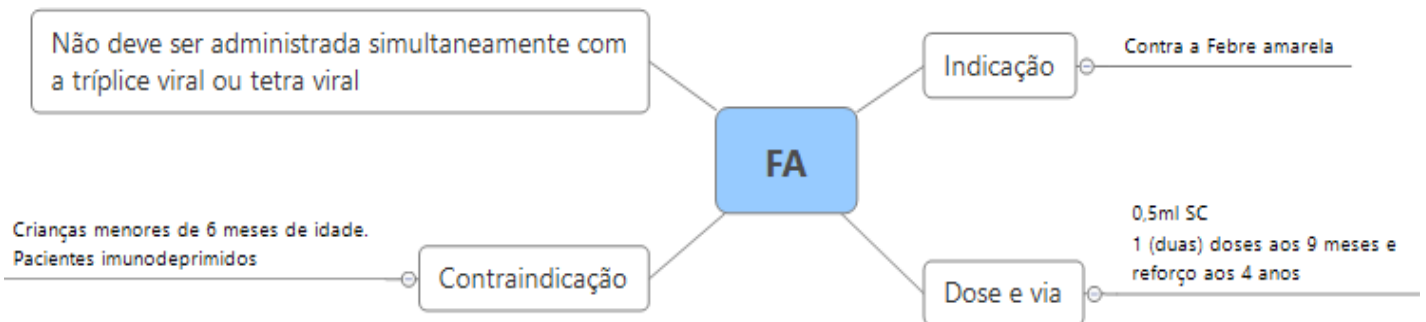 Não deve ser administrada simultaneamente com
a tríplice viral ou tetra viral
Indicação
Contra a Febre amarela
FA
Crianças menores de 6 meses de idade.
Pacientes imunodeprimidos
Contraindicação
Dose e via
0,5ml SC
1 (duas) doses aos 9 meses e
reforço aos 4 anos